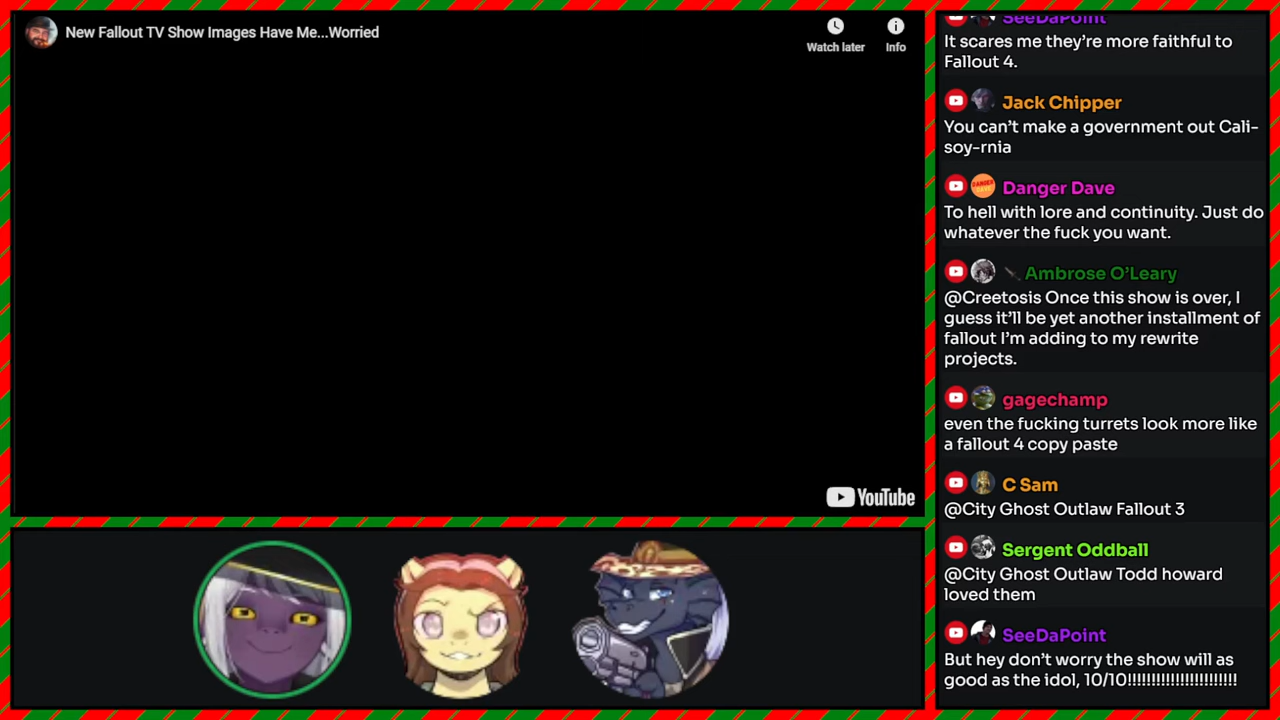 New Fallout TV Show Images Have Me...Worried
Watch later
Info
YouTube
SeeDaPoint
It scares me they’re more faithful to
Fallout 4.
Jack Chipper
You can’t make a government out Cali-
soy-rnia
DANGER
DAVE
Danger Dave
To hell with lore and continuity. Just do
whatever the fuck you want.
Ambrose O’Leary
@Creetosis Once this show is over, I
guess it’ll be yet another installment of
fallout I’m adding to my rewrite
projects.
gagechamp
even the fucking turrets look more like
a fallout 4 copy paste
C Sam
@City Ghost Outlaw Fallout 3
Sergent Oddball
@City Ghost Outlaw Todd howard
loved them
SeeDaPoint
But hey don’t worry the show will as
good as the idol, 10/10!!!!!!!!!!!!!!!!!!!!!!!